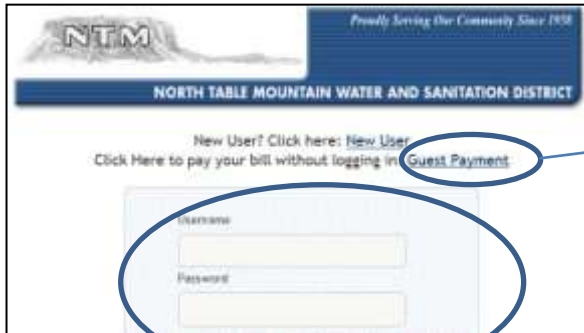 NTM
Proudly Serving Our Community Since 1958
NORTH TABLE MOUNTAIN WATER AND SANITATION DISTRICT
New User? Click here: New User
Click Here to pay your bill without logging in: Guest Payment
Username
Password